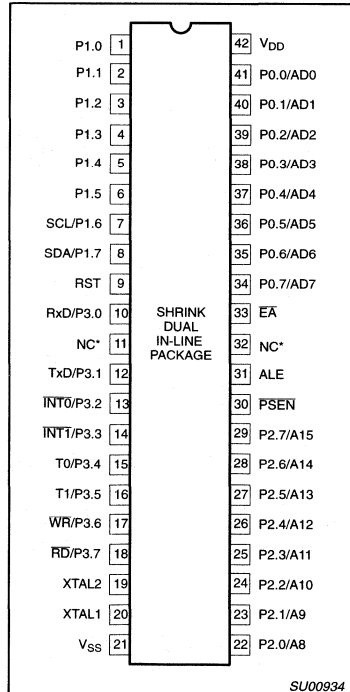 P1.0 1 42 VDD
P1.1 2 41 P0.0/AD0
P1.2 3 40 P0.1/AD1
P1.3 4 39 P0.2/AD2
P1.4 5 38 P0.3/AD3
P1.5 6 37 P0.4/AD4
SCL/P1.6 7 36 P0.5/AD5
SDA/P1.7 8 35 P0.6/AD6
RST 9 34 P0.7/AD7
RxD/P3.0 10 33 EA
NC* 11 32 NC*
TxD/P3.1 12 31 ALE
INT0/P3.2 13 30 PSEN
INT1/P3.3 14 29 P2.7/A15
T0/P3.4 15 28 P2.6/A14
T1/P3.5 16 27 P2.5/A13
WR/P3.6 17 26 P2.4/A12
RD/P3.7 18 25 P2.3/A11
XTAL2 19 24 P2.2/A10
XTAL1 20 23 P2.1/A9
VSS 21 22 P2.0/A8
SHRINK
DUAL
IN-LINE
PACKAGE
SU00934